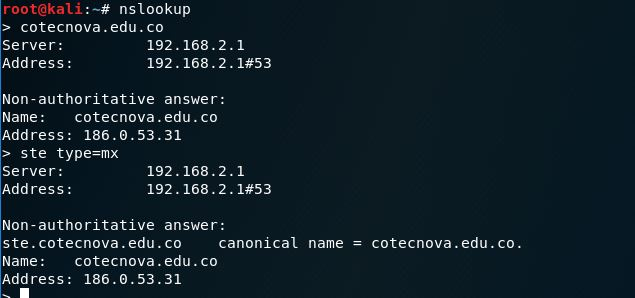 root@kali:~# nslookup
> cotecnova.edu.co
Server:         192.168.2.1
Address:        192.168.2.1#53

Non-authoritative answer:
Name:   cotecnova.edu.co
Address: 186.0.53.31
> ste type=mx
Server:         192.168.2.1
Address:        192.168.2.1#53

Non-authoritative answer:
ste.cotecnova.edu.co    canonical name = cotecnova.edu.co.
Name:   cotecnova.edu.co
Address: 186.0.53.31
>